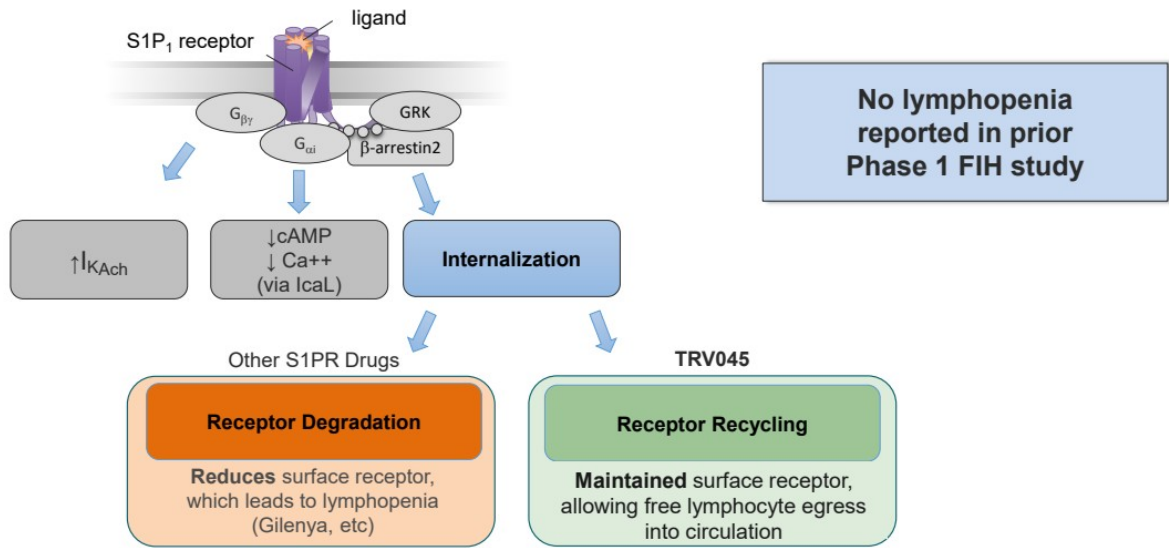 ligand
S1P₁ receptor
Gβγ
GRK
Gαi
β-arrestin2
No lymphopenia
reported in prior
Phase 1 FIH study
↑IKAch
↓cAMP
↓ Ca++
(via IcaL)
Internalization
Other S1PR Drugs
Receptor Degradation
Reduces surface receptor,
which leads to lymphopenia
(Gilenya, etc)
TRV045
Receptor Recycling
Maintained surface receptor,
allowing free lymphocyte egress
into circulation